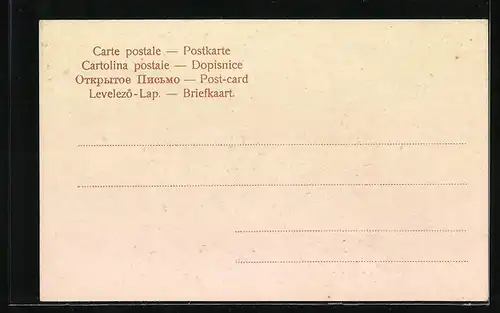 Carte postale — Postkarte
Cartolina postale — Dopisnice
Открытое Письмо — Post-card
Levelező-Lap. — Briefkaart.